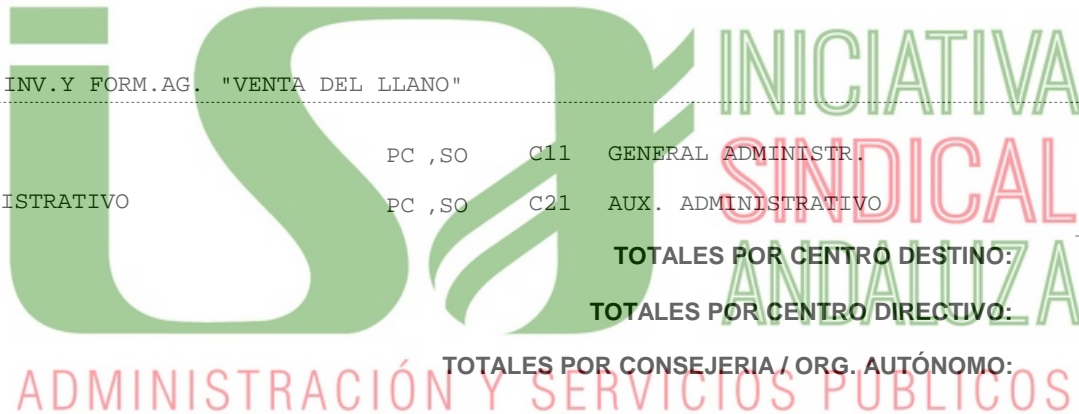 isa
INICIATIVA
SINDICAL
ANDALUZA
ADMINISTRACIÓN Y SERVICIOS PÚBLICOS
INV.Y FORM.AG. "VENTA DEL LLANO"
PC ,SO C11 GENERAL ADMINISTR.
ISTRATIVO PC ,SO C21 AUX. ADMINISTRATIVO
TOTALES POR CENTRO DESTINO:
TOTALES POR CENTRO DIRECTIVO:
TOTALES POR CONSEJERIA / ORG. AUTÓNOMO: